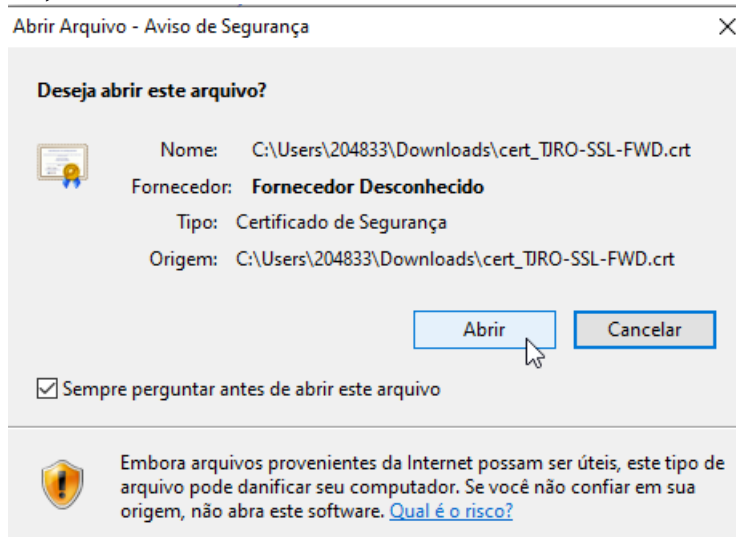 Abrir Arquivo - Aviso de Segurança
Deseja abrir este arquivo?
Nome: C:\Users\204833\Downloads\cert_TJRO-SSL-FWD.crt
Fornecedor: Fornecedor Desconhecido
Tipo: Certificado de Segurança
Origem: C:\Users\204833\Downloads\cert_TJRO-SSL-FWD.crt
Abrir Cancelar
Sempre perguntar antes de abrir este arquivo
Embora arquivos provenientes da Internet possam ser úteis, este tipo de
arquivo pode danificar seu computador. Se você não confiar em sua
origem, não abra este software. Qual é o risco?